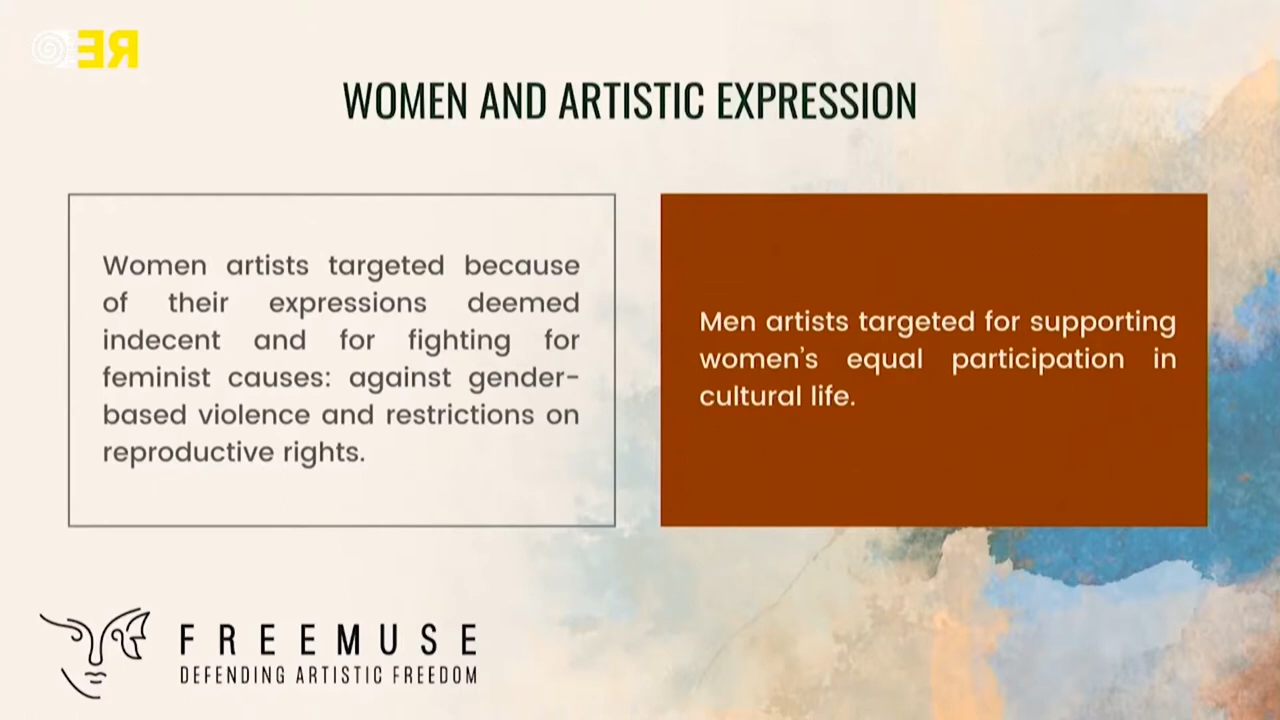 RE
WOMEN AND ARTISTIC EXPRESSION
Women artists targeted because
of their expressions deemed
indecent and for fighting for
feminist causes: against gender-
based violence and restrictions on
reproductive rights.
Men artists targeted for supporting
women's equal participation in
cultural life.
FREEMUSE
DEFENDING ARTISTIC FREEDOM